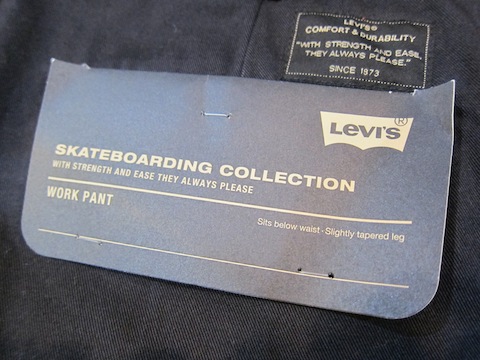 LEVI'S®
COMFORT & DURABILITY
"WITH STRENGTH AND EASE,
THEY ALWAYS PLEASE."
SINCE 1873
Levi's®
SKATEBOARDING COLLECTION
WITH STRENGTH AND EASE THEY ALWAYS PLEASE
WORK PANT
Sits below waist · Slightly tapered leg